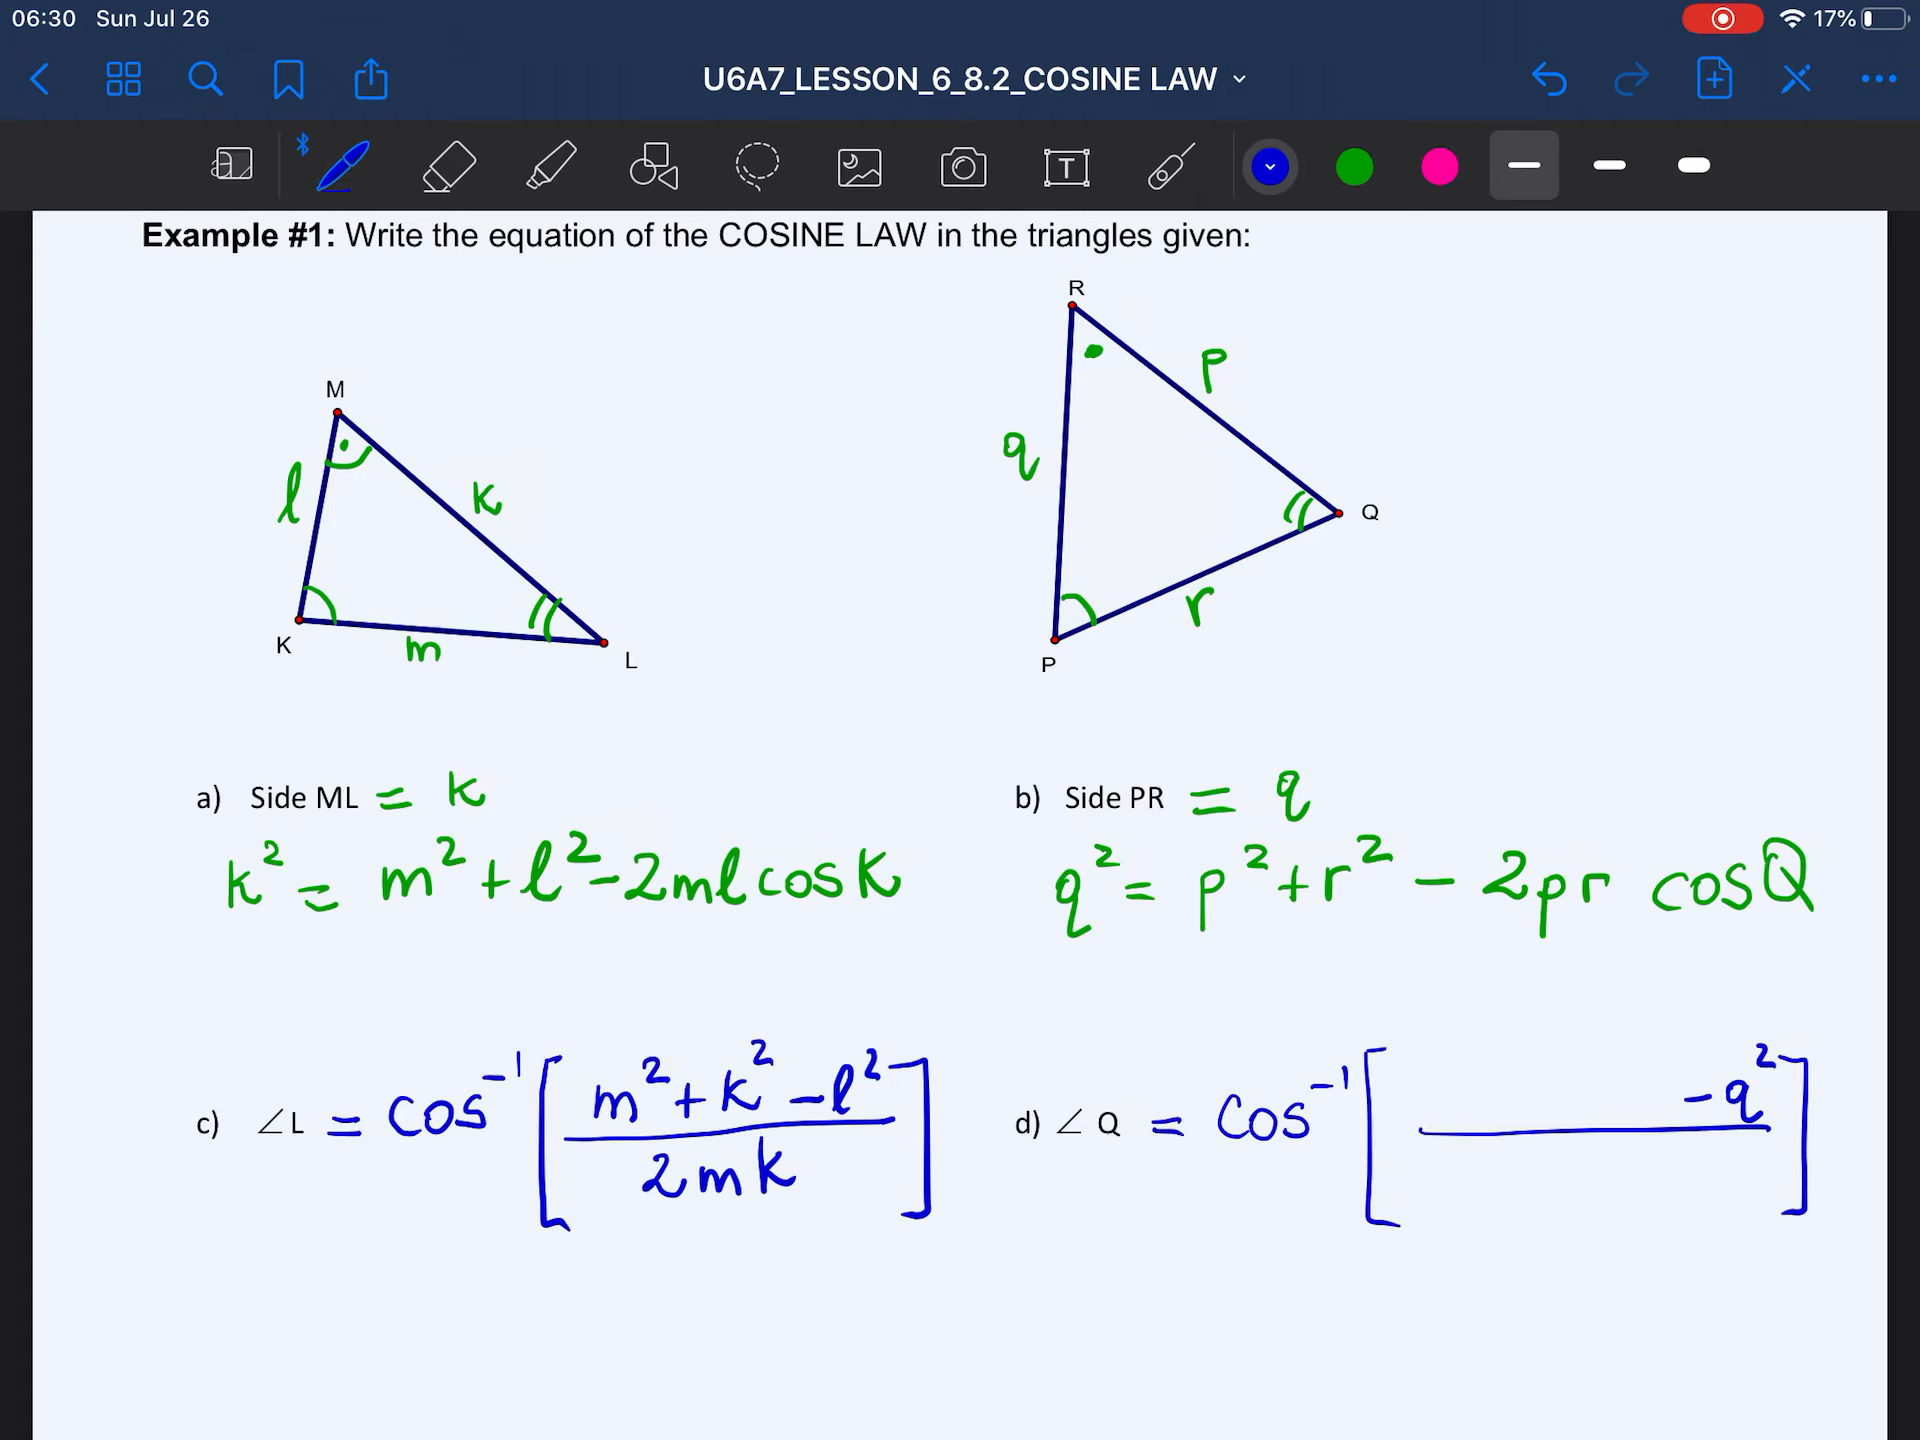 06:30 Sun Jul 26 17%
U6A7_LESSON_6_8.2_COSINE LAW
a T
Example #1: Write the equation of the COSINE LAW in the triangles given:
R
p
M
q
l k
Q
r
K m L
P
a) Side ML = k
b) Side PR = q
k² = m² + l² - 2ml cos K
q² = p² + r² - 2pr cos Q
c) ∠L = cos⁻¹ [ (m² + k² - l²) / 2mk ]
d) ∠Q = cos⁻¹ [ - q² ]